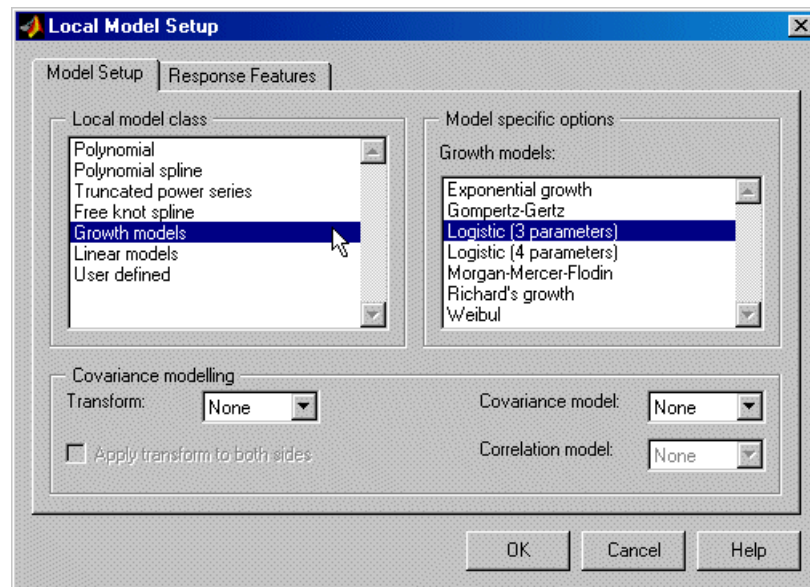 Local Model Setup
Model Setup
Response Features
Local model class
Polynomial
Polynomial spline
Truncated power series
Free knot spline
Growth models
Linear models
User defined
Model specific options
Growth models:
Exponential growth
Gompertz-Gertz
Logistic (3 parameters)
Logistic (4 parameters)
Morgan-Mercer-Flodin
Richard's growth
Weibul
Covariance modelling
Transform: None
Apply transform to both sides
Covariance model: None
Correlation model: None
OK
Cancel
Help